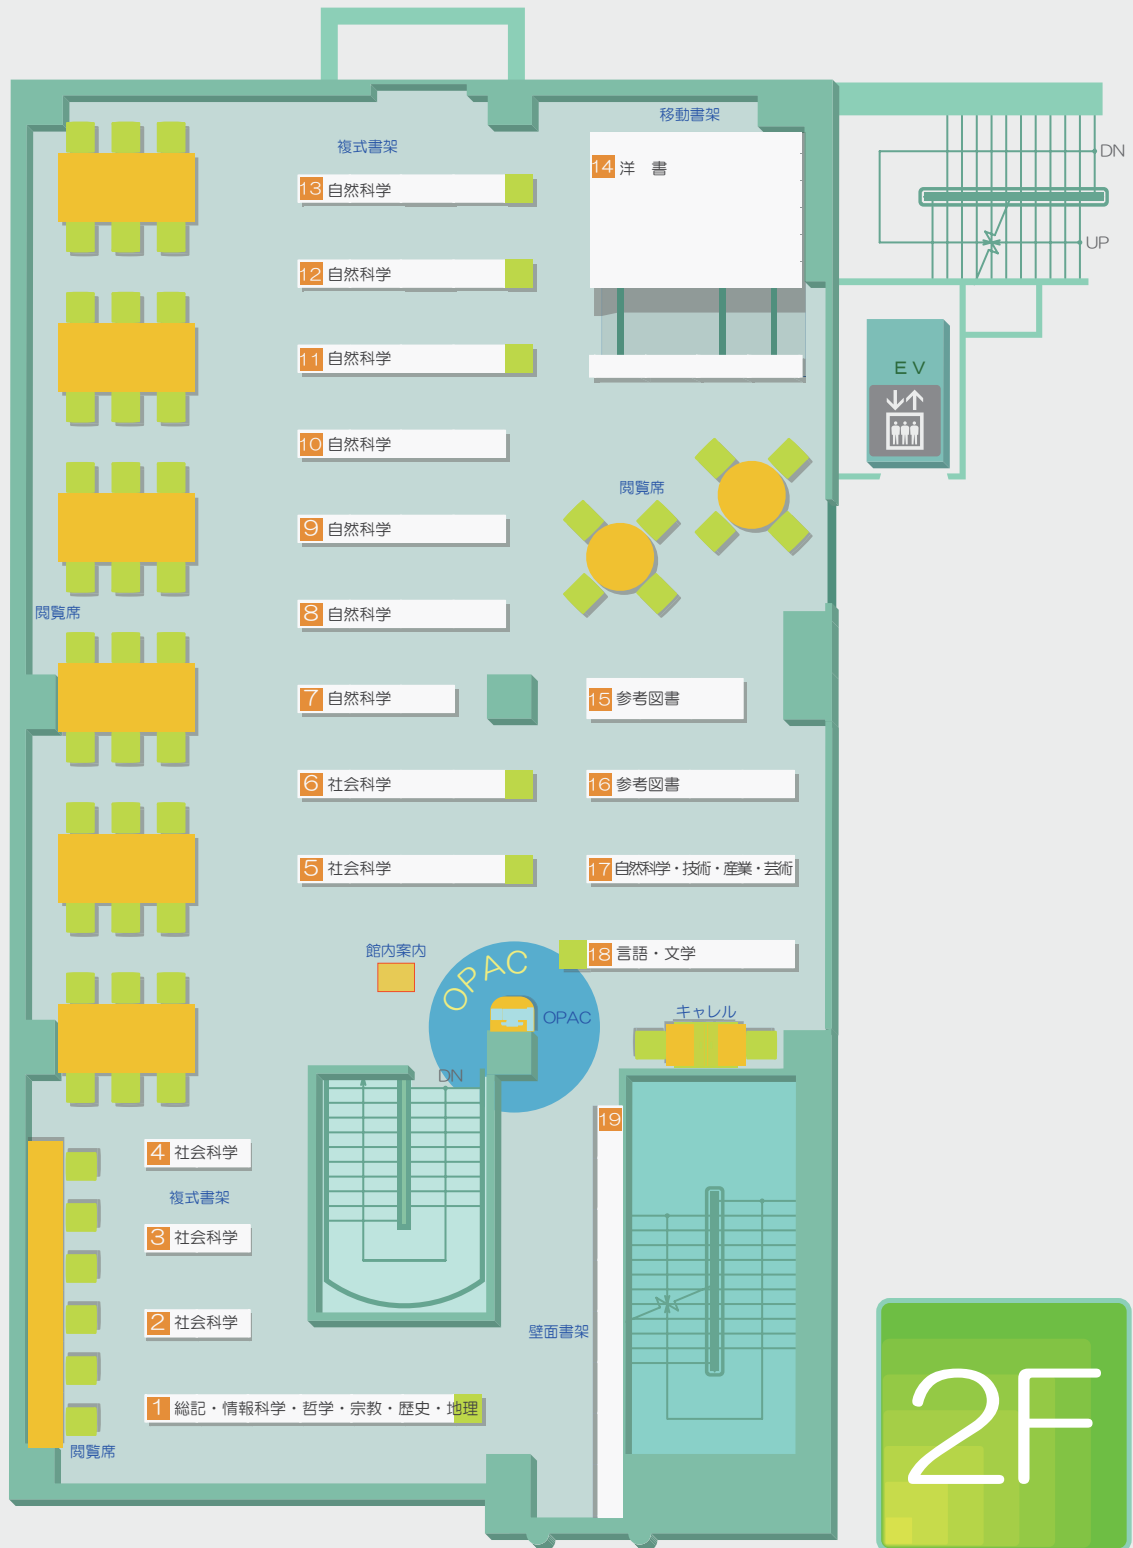 移動書架
複式書架
14 洋 書
13 自然科学
DN
UP
12 自然科学
11 自然科学
EV
10 自然科学
閲覧席
9 自然科学
8 自然科学
閲覧席
7 自然科学
15 参考図書
6 社会科学
16 参考図書
5 社会科学
17 自然科学・技術・産業・芸術
館内案内
OPAC
18 言語・文学
OPAC
キャレル
DN
19
4 社会科学
複式書架
3 社会科学
2 社会科学
壁面書架
1 総記・情報科学・哲学・宗教・歴史・地理
閲覧席
2F